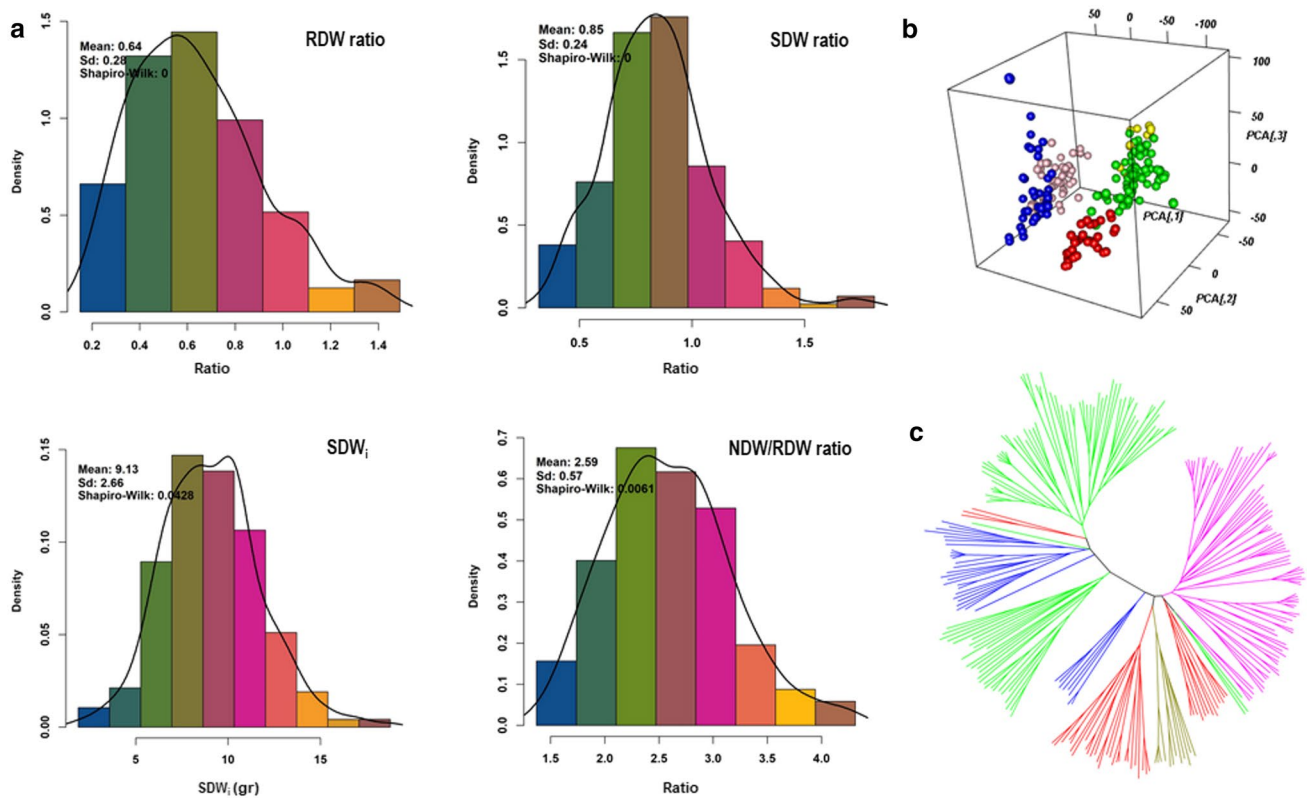 a
RDW ratio
Mean: 0.64
Sd: 0.28
Shapiro-Wilk: 0
Density
0.0
0.5
1.0
1.5
0.2 0.4 0.6 0.8 1.0 1.2 1.4
Ratio
SDW ratio
Mean: 0.85
Sd: 0.24
Shapiro-Wilk: 0
Density
0.0
0.5
1.0
1.5
0.5 1.0 1.5
Ratio
b
50 0 -50 -100
100
50
PCA[,3]
0
-50
PCA[,1]
-50
0
PCA[,2]
50
SDWi
Mean: 9.13
Sd: 2.66
Shapiro-Wilk: 0.0428
Density
0.00
0.05
0.10
0.15
5 10 15
SDWi (gr)
NDW/RDW ratio
Mean: 2.59
Sd: 0.57
Shapiro-Wilk: 0.0061
Density
0.0
0.1
0.2
0.3
0.4
0.5
0.6
0.7
1.5 2.0 2.5 3.0 3.5 4.0
Ratio
c